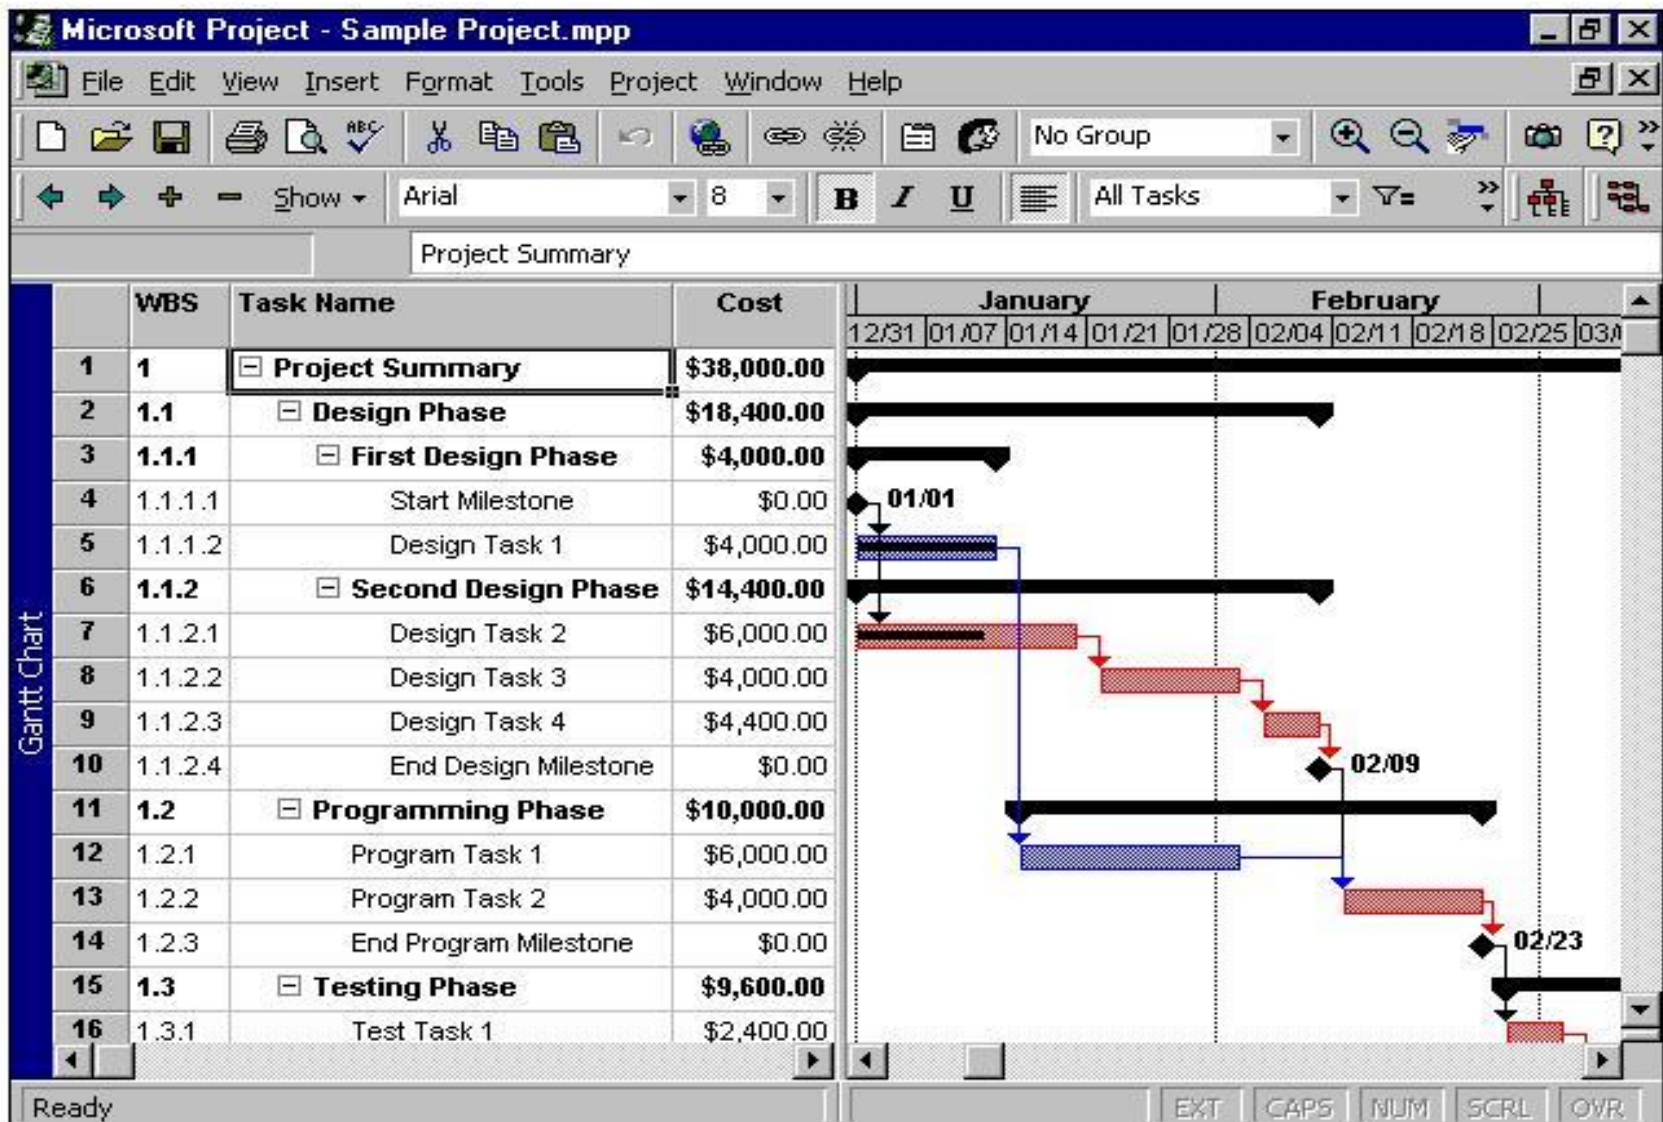 Microsoft Project - Sample Project.mpp
File Edit View Insert Format Tools Project Window Help
ABC No Group
Show Arial 8 B I U All Tasks
Project Summary
WBS Task Name Cost January February
12/31 01/07 01/14 01/21 01/28 02/04 02/11 02/18 02/25 03/
1 1 Project Summary $38,000.00
2 1.1 Design Phase $18,400.00
3 1.1.1 First Design Phase $4,000.00
4 1.1.1.1 Start Milestone $0.00 01/01
5 1.1.1.2 Design Task 1 $4,000.00
6 1.1.2 Second Design Phase $14,400.00
7 1.1.2.1 Design Task 2 $6,000.00
8 1.1.2.2 Design Task 3 $4,000.00
9 1.1.2.3 Design Task 4 $4,400.00
10 1.1.2.4 End Design Milestone $0.00 02/09
11 1.2 Programming Phase $10,000.00
12 1.2.1 Program Task 1 $6,000.00
13 1.2.2 Program Task 2 $4,000.00
14 1.2.3 End Program Milestone $0.00 02/23
15 1.3 Testing Phase $9,600.00
16 1.3.1 Test Task 1 $2,400.00
Gantt Chart
Ready EXT CAPS NUM SCRL OVR